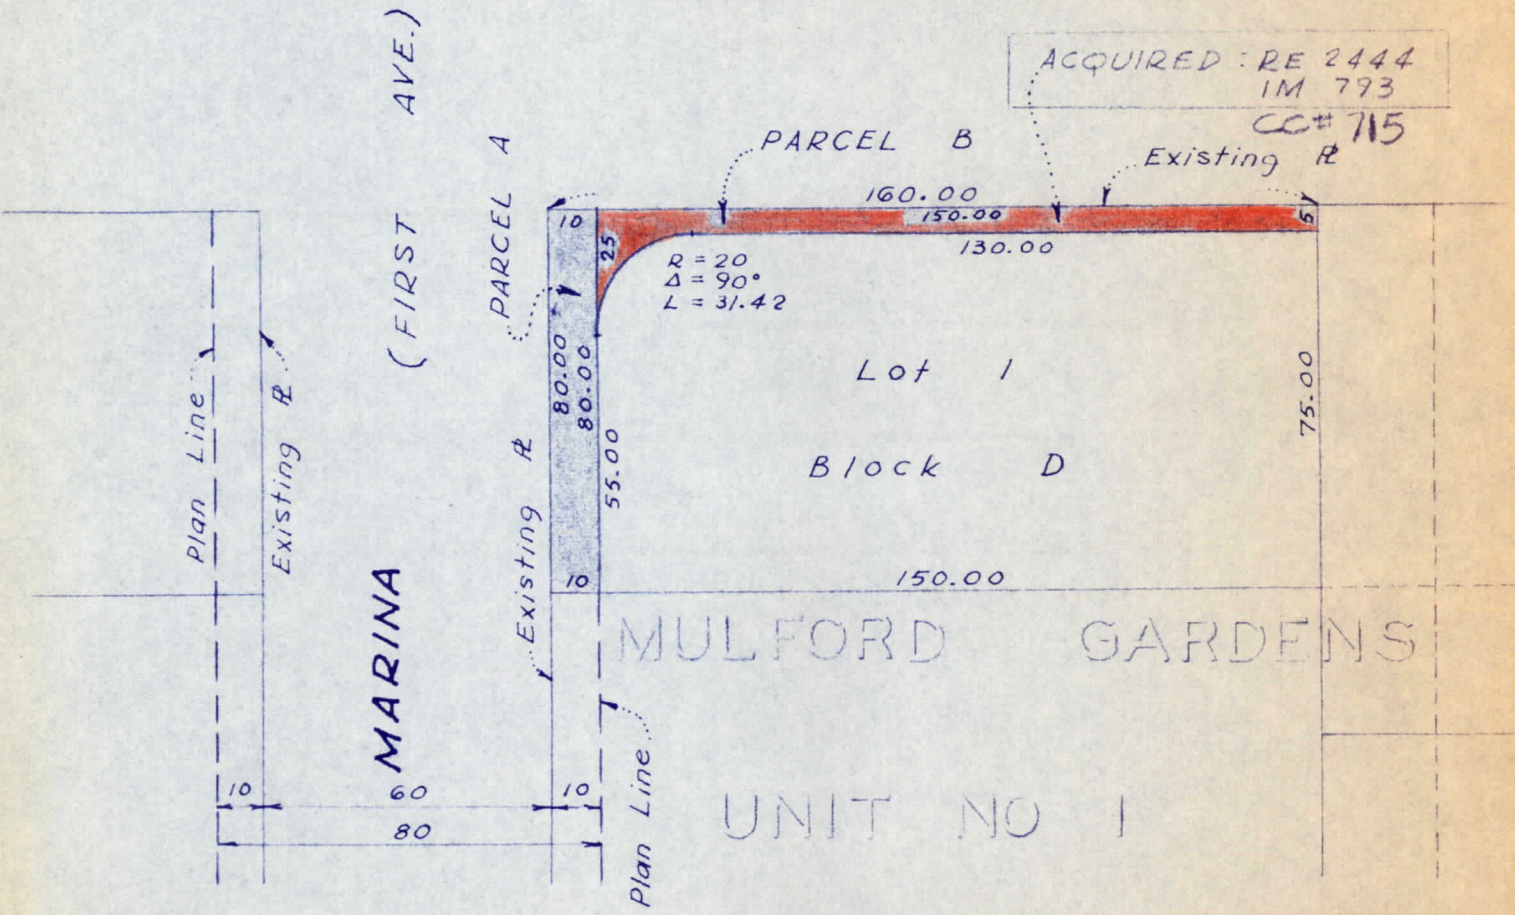 ACQUIRED : RE 2444
IM 793
CC# 715
PARCEL B
Existing ⅊
160.00
10
150.00
5
25
130.00
R = 20
Δ = 90°
L = 31.42
(FIRST AVE.)
PARCEL A
80.00
80.00
55.00
Lot 1
Block D
75.00
Plan Line
Existing ⅊
Existing ⅊
10
150.00
MARINA
MULFORD GARDENS
UNIT NO 1
10
60
10
80
Plan Line